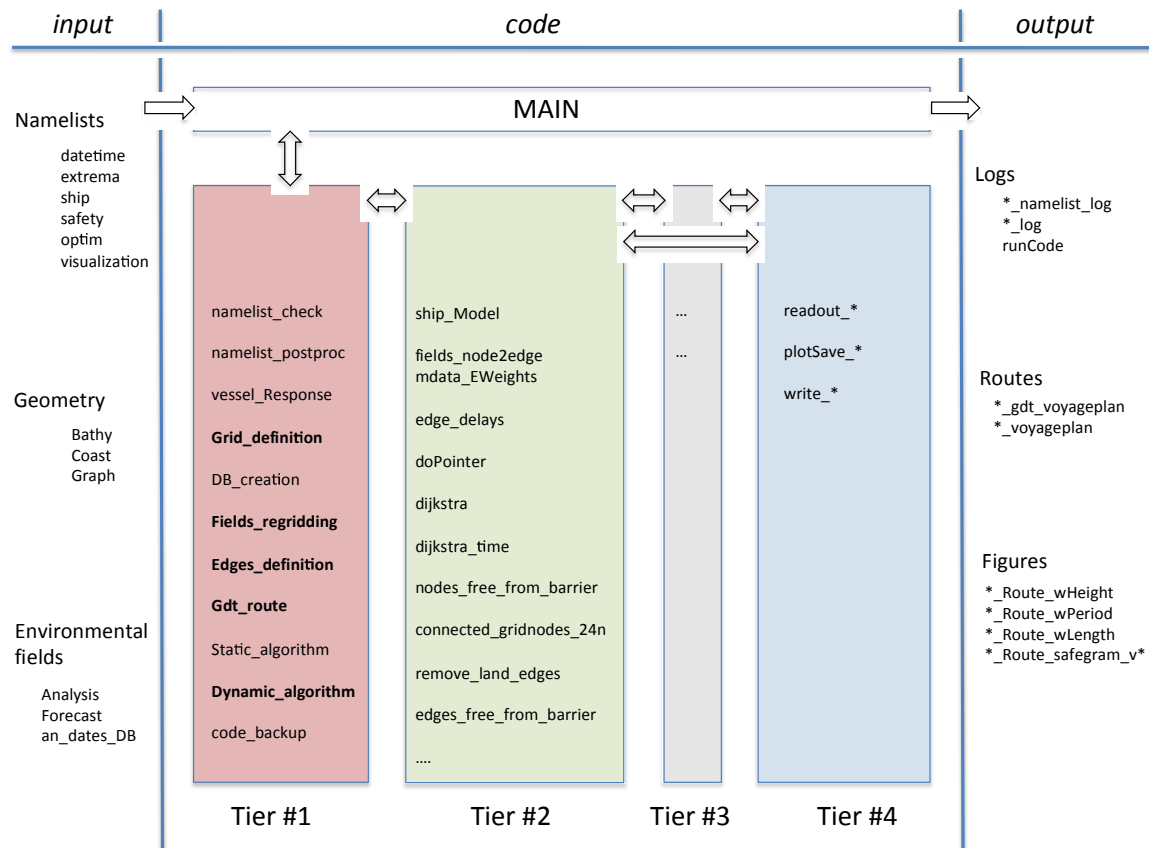 input
code
output
MAIN
Namelists
datetime
extrema
ship
safety
optim
visualization
Geometry
Bathy
Coast
Graph
Environmental
fields
Analysis
Forecast
an_dates_DB
namelist_check
namelist_postproc
vessel_Response
Grid_definition
DB_creation
Fields_regridding
Edges_definition
Gdt_route
Static_algorithm
Dynamic_algorithm
code_backup
Tier #1
ship_Model
fields_node2edge
mdata_EWeights
edge_delays
doPointer
dijkstra
dijkstra_time
nodes_free_from_barrier
connected_gridnodes_24n
remove_land_edges
edges_free_from_barrier
....
Tier #2
...
...
Tier #3
readout_*
plotSave_*
write_*
Tier #4
Logs
*_namelist_log
*_log
runCode
Routes
*_gdt_voyageplan
*_voyageplan
Figures
*_Route_wHeight
*_Route_wPeriod
*_Route_wLength
*_Route_safegram_v*